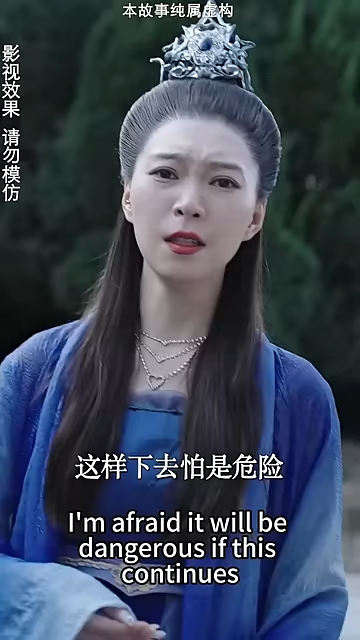 本故事纯属虚构
影视效果 请勿模仿
这样下去怕是危险
I'm afraid it will be
dangerous if this
continues